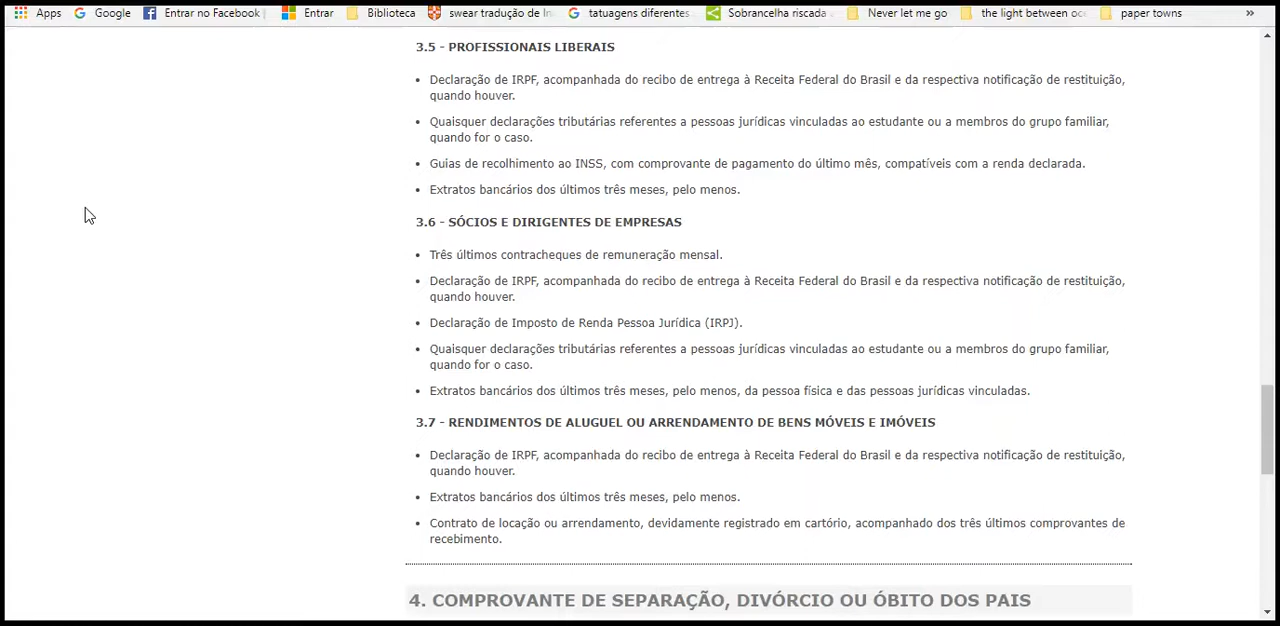 Apps Google Entrar no Facebook Entrar Biblioteca swear tradução de In tatuagens diferentes Sobrancelha riscada Never let me go the light between oce paper towns »
3.5 - PROFISSIONAIS LIBERAIS
• Declaração de IRPF, acompanhada do recibo de entrega à Receita Federal do Brasil e da respectiva notificação de restituição,
quando houver.
• Quaisquer declarações tributárias referentes a pessoas jurídicas vinculadas ao estudante ou a membros do grupo familiar,
quando for o caso.
• Guias de recolhimento ao INSS, com comprovante de pagamento do último mês, compatíveis com a renda declarada.
• Extratos bancários dos últimos três meses, pelo menos.
3.6 - SÓCIOS E DIRIGENTES DE EMPRESAS
• Três últimos contracheques de remuneração mensal.
• Declaração de IRPF, acompanhada do recibo de entrega à Receita Federal do Brasil e da respectiva notificação de restituição,
quando houver.
• Declaração de Imposto de Renda Pessoa Jurídica (IRPJ).
• Quaisquer declarações tributárias referentes a pessoas jurídicas vinculadas ao estudante ou a membros do grupo familiar,
quando for o caso.
• Extratos bancários dos últimos três meses, pelo menos, da pessoa física e das pessoas jurídicas vinculadas.
3.7 - RENDIMENTOS DE ALUGUEL OU ARRENDAMENTO DE BENS MÓVEIS E IMÓVEIS
• Declaração de IRPF, acompanhada do recibo de entrega à Receita Federal do Brasil e da respectiva notificação de restituição,
quando houver.
• Extratos bancários dos últimos três meses, pelo menos.
• Contrato de locação ou arrendamento, devidamente registrado em cartório, acompanhado dos três últimos comprovantes de
recebimento.
4. COMPROVANTE DE SEPARAÇÃO, DIVÓRCIO OU ÓBITO DOS PAIS